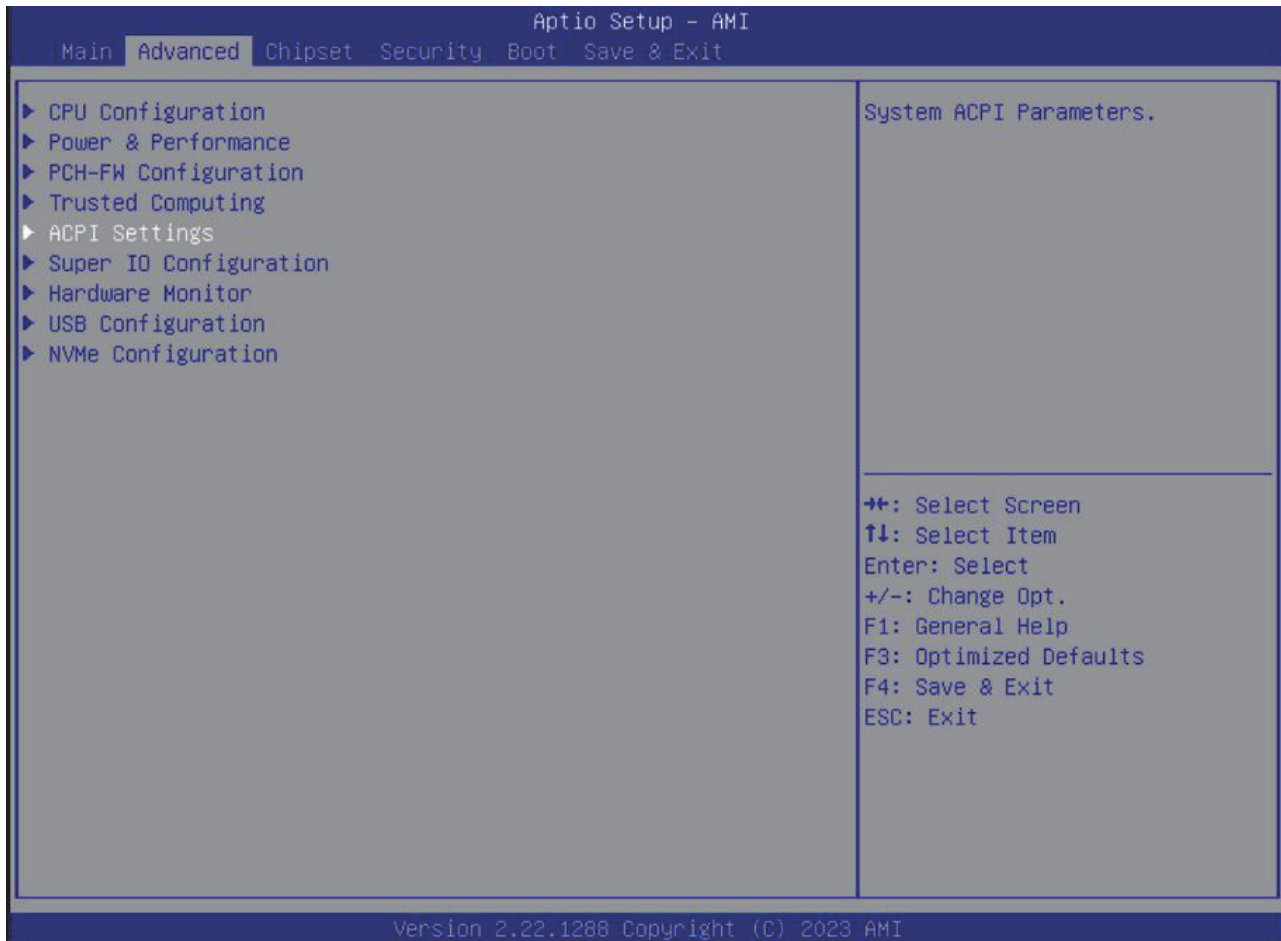 Aptio Setup – AMI
Main Advanced Chipset Security Boot Save & Exit
▶ CPU Configuration
▶ Power & Performance
▶ PCH-FW Configuration
▶ Trusted Computing
▶ ACPI Settings
▶ Super IO Configuration
▶ Hardware Monitor
▶ USB Configuration
▶ NVMe Configuration
System ACPI Parameters.
→←: Select Screen
↑↓: Select Item
Enter: Select
+/-: Change Opt.
F1: General Help
F3: Optimized Defaults
F4: Save & Exit
ESC: Exit
Version 2.22.1288 Copyright (C) 2023 AMI